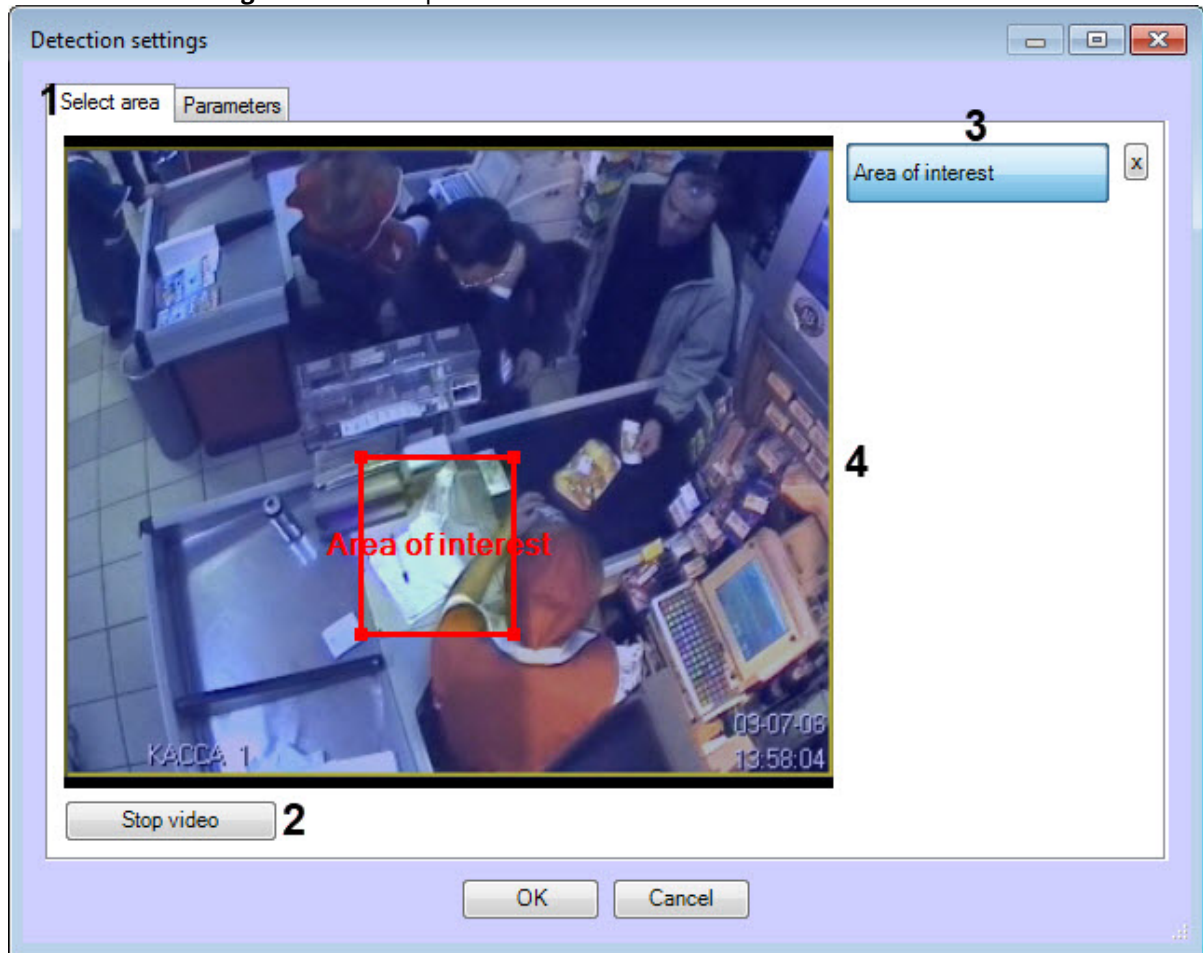 Detection settings
1
Select area
Parameters
3
Area of interest
x
4
Area of interest
03-07-08
KACCA 1
13:58:04
Stop video
2
OK
Cancel